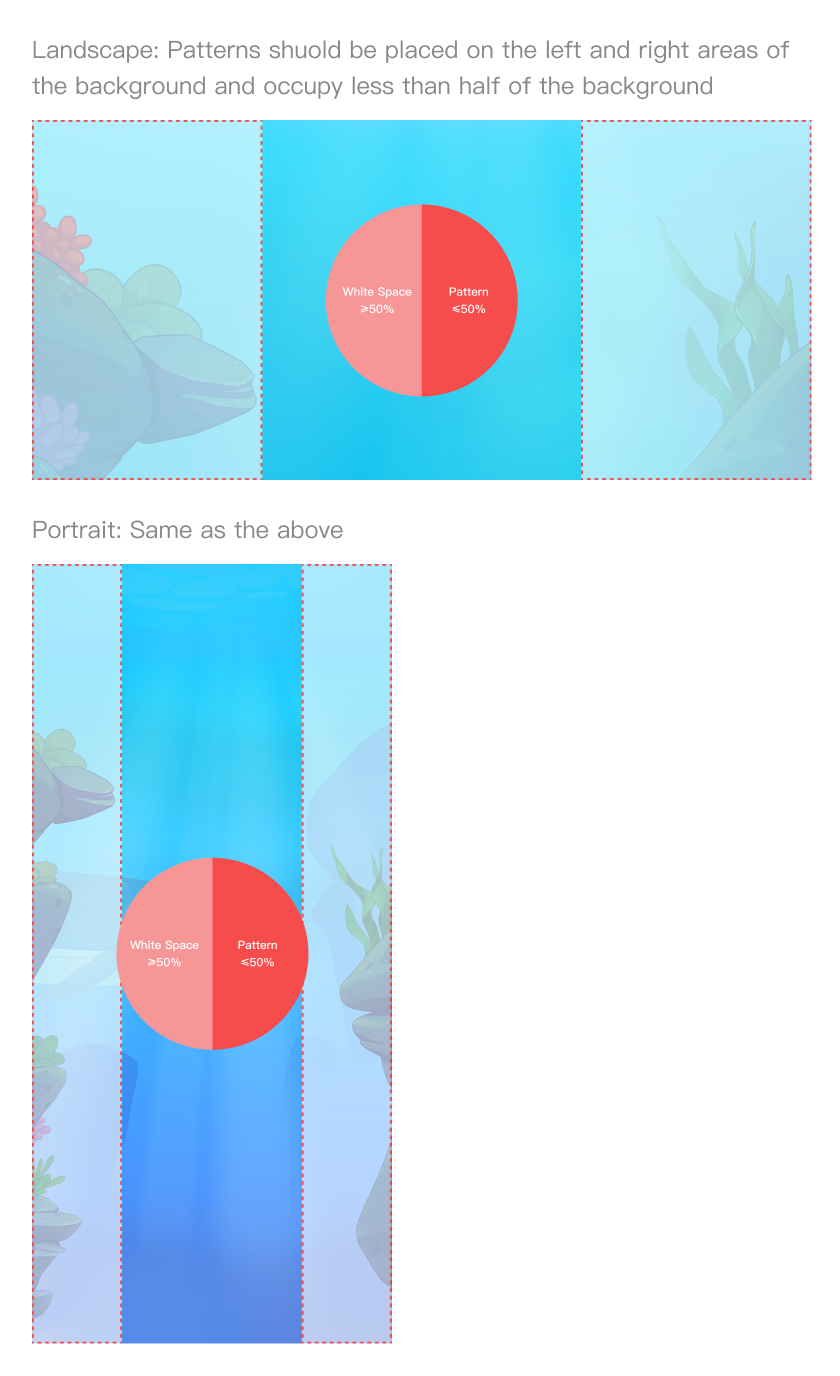 Landscape: Patterns shuold be placed on the left and right areas of
the background and occupy less than half of the background
White Space
≥50%
Pattern
≤50%
Portrait: Same as the above
White Space
≥50%
Pattern
≤50%